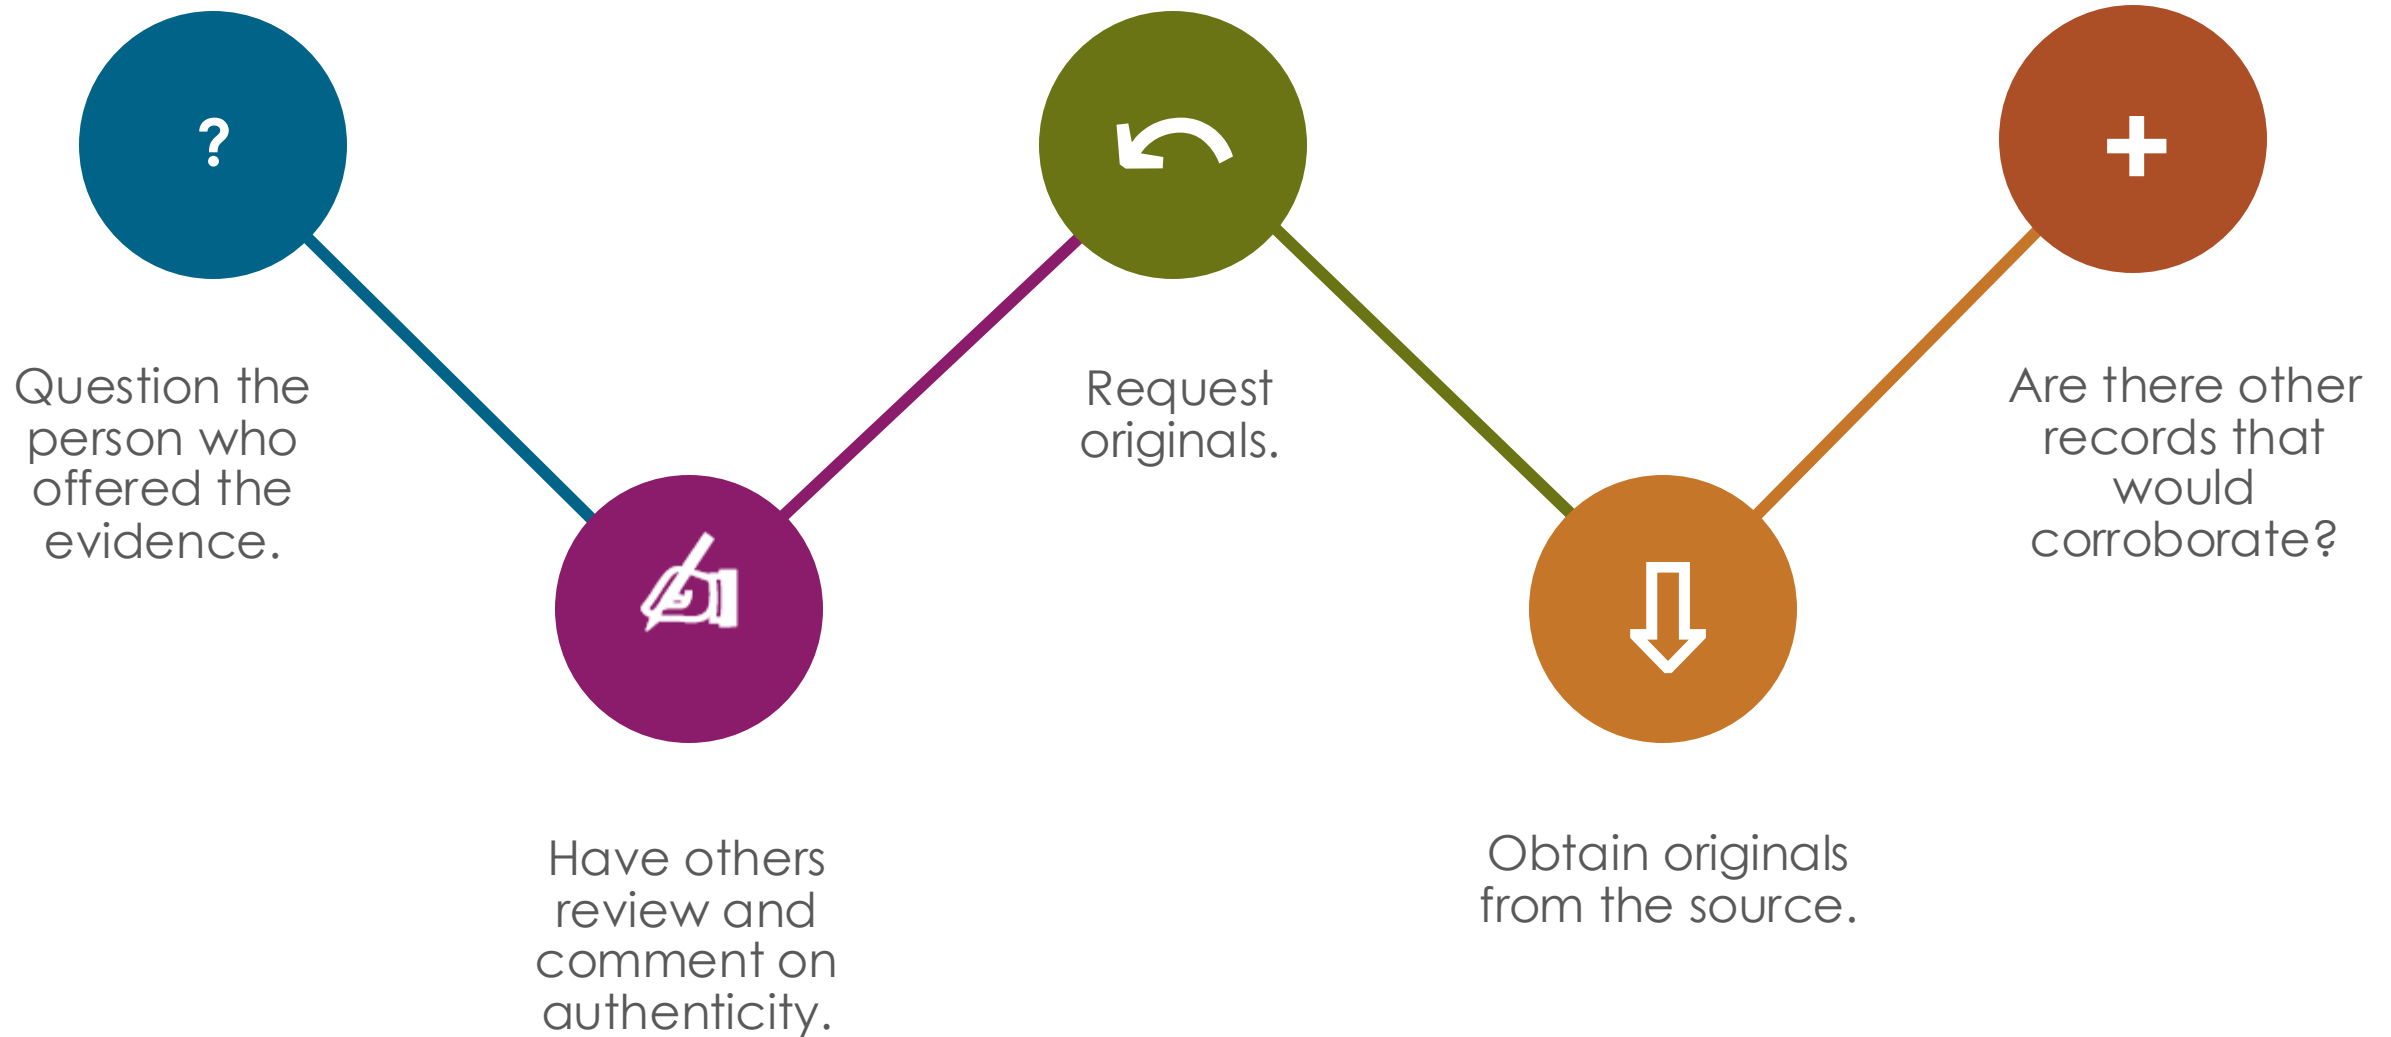 ?
Question the
person who
offered the
evidence.
Have others
review and
comment on
authenticity.
Request
originals.
Obtain originals
from the source.
+
Are there other
records that
would
corroborate?